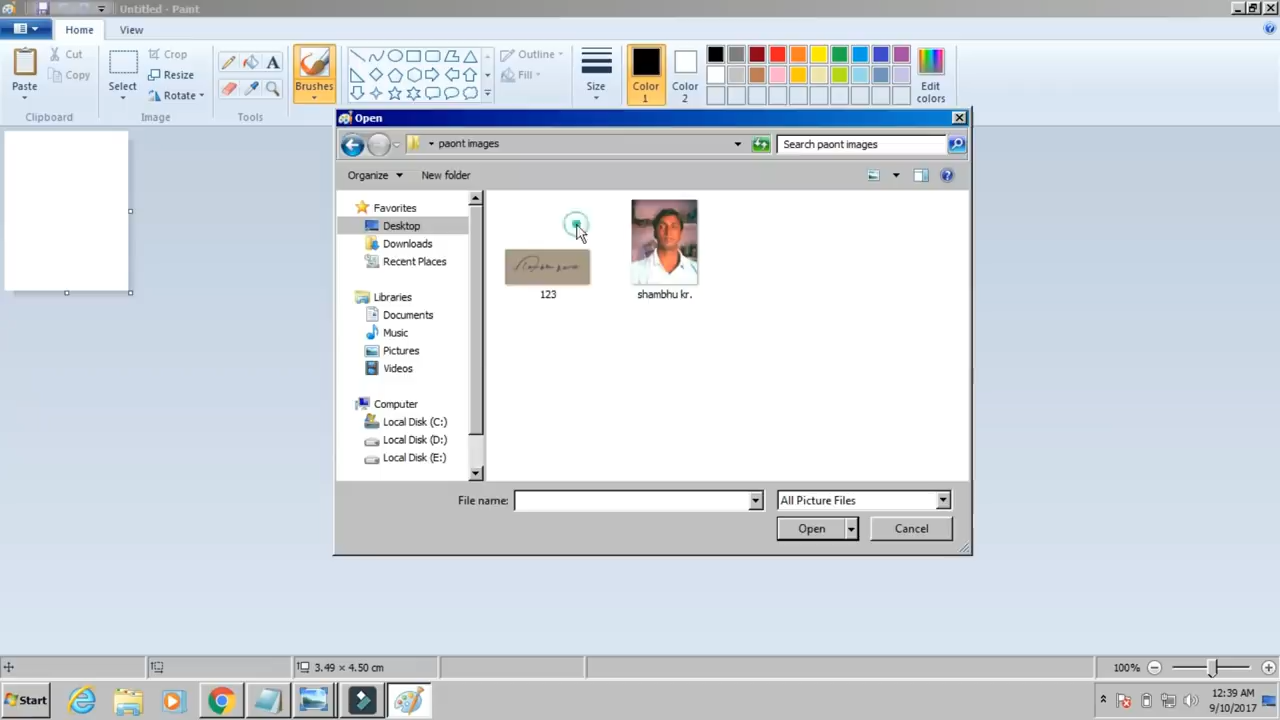 Untitled - Paint
Home
View
Paste
Cut
Copy
Clipboard
Select
Crop
Resize
Rotate
Image
A
Tools
Brushes
Outline
Fill
Shapes
Size
Color
1
Color
2
Edit
colors
Open
paont images
Search paont images
Organize
New folder
Favorites
Desktop
Downloads
Recent Places
Libraries
Documents
Music
Pictures
Videos
Computer
Local Disk (C:)
Local Disk (D:)
Local Disk (E:)
123
shambhu kr.
File name:
All Picture Files
Open
Cancel
3.49 × 4.50 cm
100%
Start
12:39 AM
9/10/2017